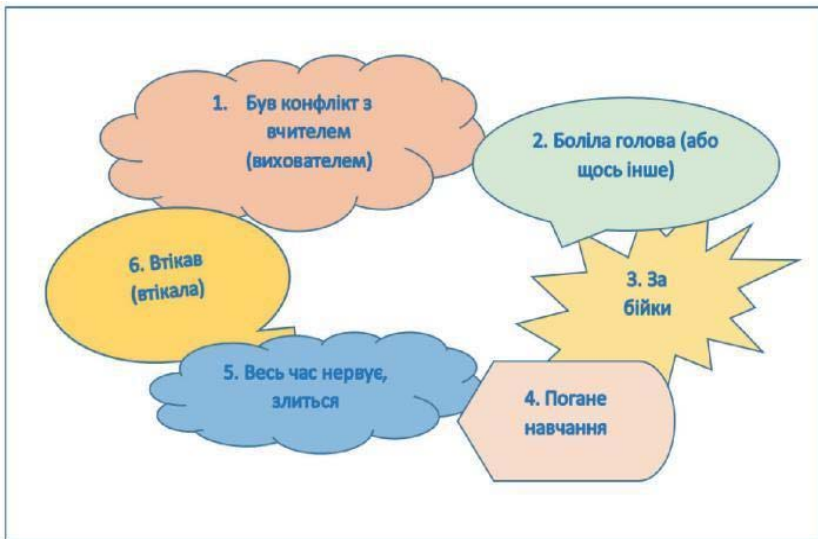 1. Був конфлікт з
вчителем
(вихователем)
2. Боліла голова (або
щось інше)
3. За
бійки
4. Погане
навчання
5. Весь час нервує,
злиться
6. Втікав
(втікала)